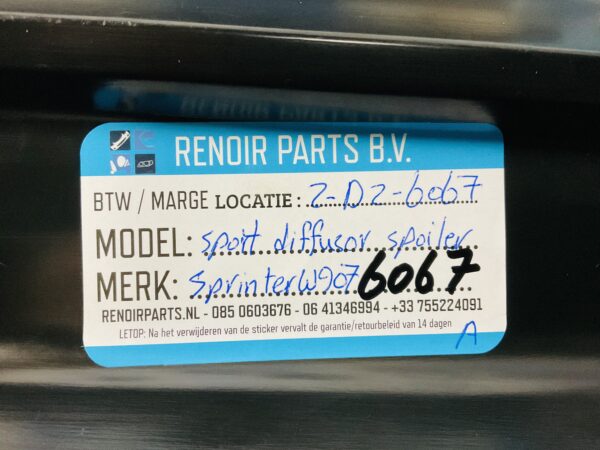 RENOIR PARTS B.V.
BTW / MARGE LOCATIE: 2-D2-6067
MODEL: sport diffusor spoiler
MERK: Sprinter W907 6067
RENOIRPARTS.NL - 085 0603676 - 06 41346994 - +33 755224091
LETOP: Na het verwijderen van de sticker vervalt de garantie/retourbeleid van 14 dagen
A